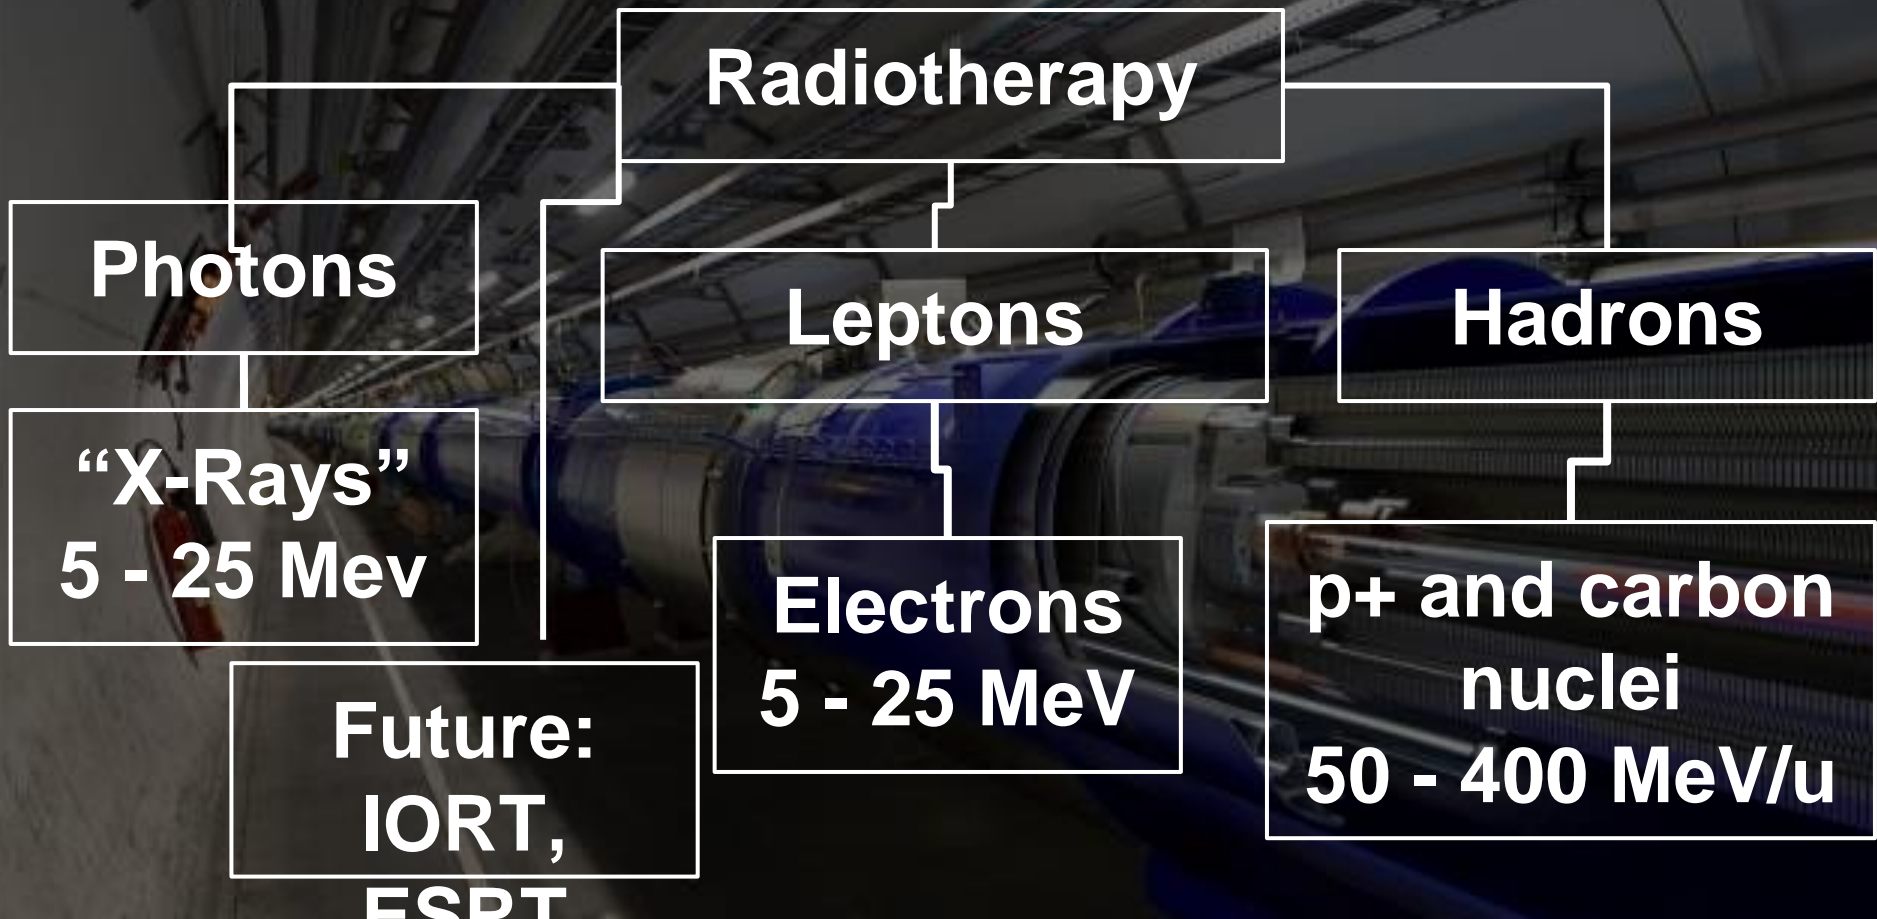 Radiotherapy
Photons
Leptons
Hadrons
“X-Rays”
5 - 25 Mev
Electrons
5 - 25 MeV
p+ and carbon
nuclei
50 - 400 MeV/u
Future:
IORT,